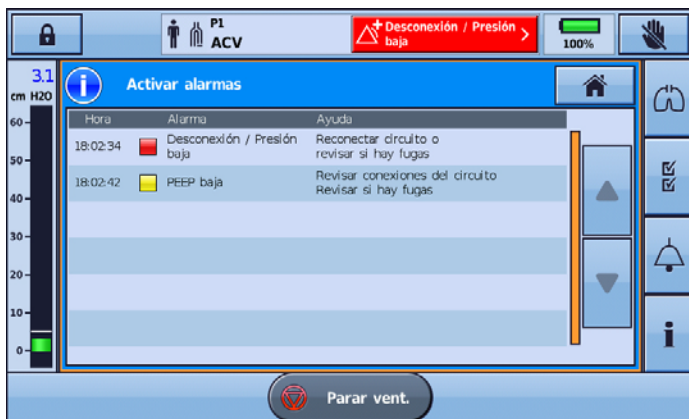 P1
ACV
Desconexión / Presión
baja
100%
3.1
cm H2O
Activar alarmas
Hora Alarma Ayuda
18:02:34 Desconexión / Presión Reconectar circuito o
baja revisar si hay fugas
18:02:42 PEEP baja Revisar conexiones del circuito
Revisar si hay fugas
60
50
40
30
20
10
0
Parar vent.